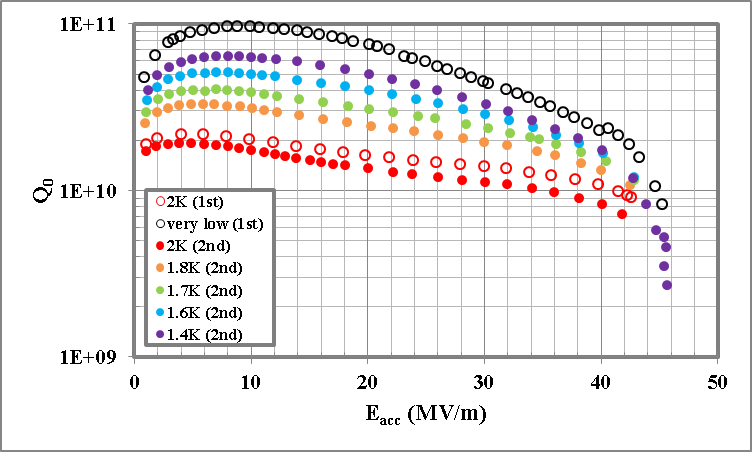 1E+11
1E+10
1E+09
Q0
2K (1st)
very low (1st)
2K (2nd)
1.8K (2nd)
1.7K (2nd)
1.6K (2nd)
1.4K (2nd)
0 10 20 30 40 50
Eacc (MV/m)